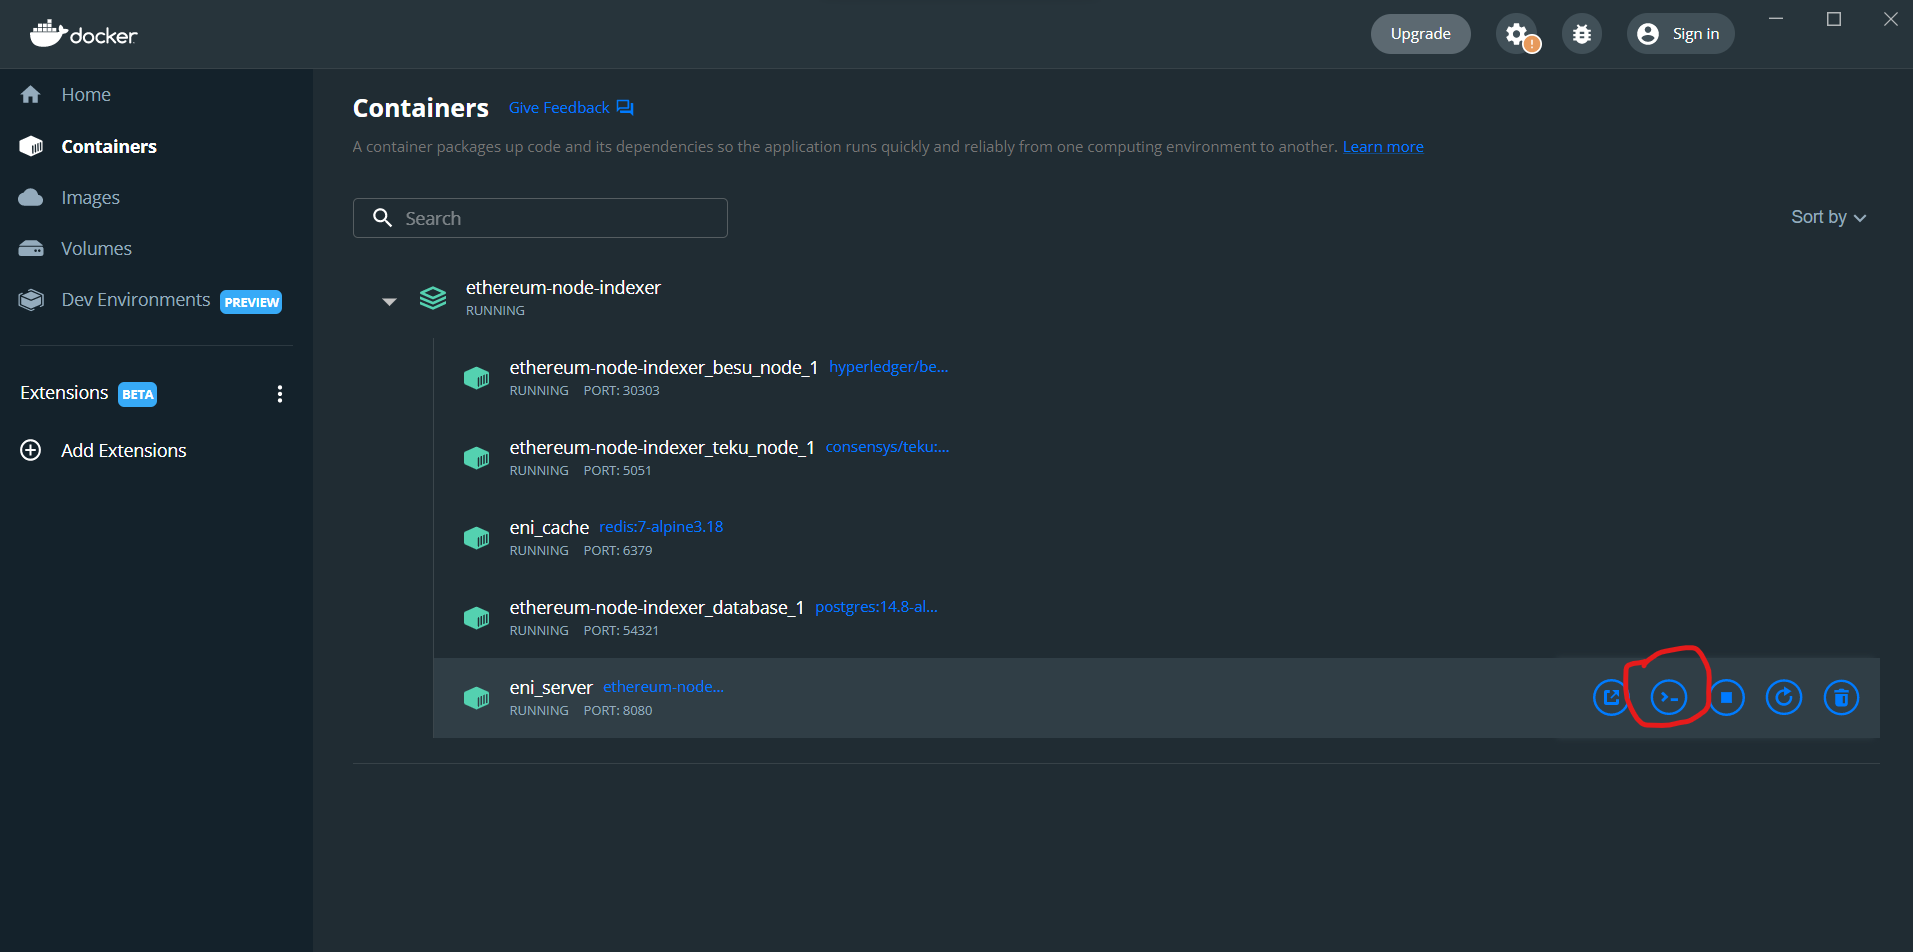 docker
Upgrade
! Sign in
Home
Containers
Images
Volumes
Dev Environments PREVIEW
Extensions BETA
Add Extensions
Containers Give Feedback
A container packages up code and its dependencies so the application runs quickly and reliably from one computing environment to another. Learn more
Search
Sort by
ethereum-node-indexer
RUNNING
ethereum-node-indexer_besu_node_1 hyperledger/be...
RUNNING PORT: 30303
ethereum-node-indexer_teku_node_1 consensys/teku:...
RUNNING PORT: 5051
eni_cache redis:7-alpine3.18
RUNNING PORT: 6379
ethereum-node-indexer_database_1 postgres:14.8-al...
RUNNING PORT: 54321
eni_server ethereum-node...
RUNNING PORT: 8080